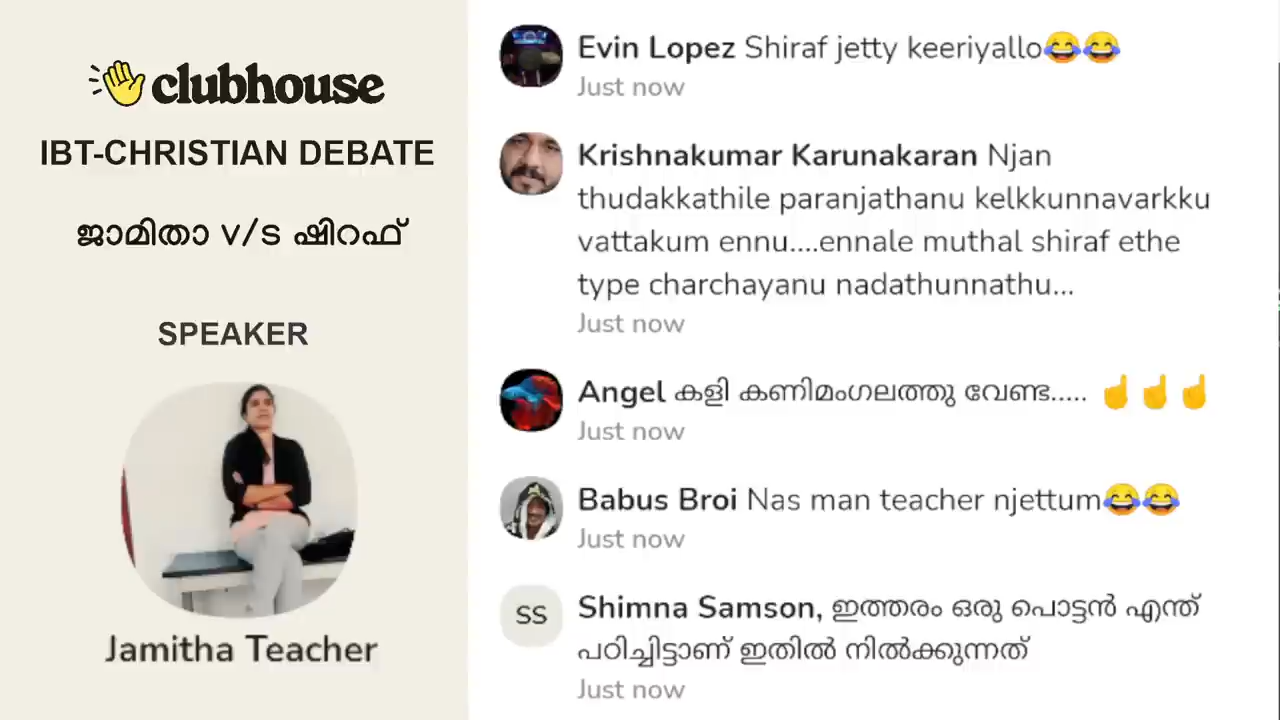 clubhouse
IBT-CHRISTIAN DEBATE
ജാമിതാ v/s ഷിറഫ്
SPEAKER
Jamitha Teacher
Evin Lopez Shiraf jetty keeriyallo😂😂
Just now
Krishnakumar Karunakaran Njan
thudakkathile paranjathanu kelkkunnavarkku
vattakum ennu....ennale muthal shiraf ethe
type charchayanu nadathunnathu...
Just now
Angel കളി കണിമംഗലത്തു വേണ്ട..... ☝☝☝
Just now
Babus Broi Nas man teacher njettum😂😂
Just now
SS
Shimna Samson, ഇത്തരം ഒരു പൊട്ടൻ എന്ത്
പഠിച്ചിട്ടാണ് ഇതിൽ നിൽക്കുന്നത്
Just now